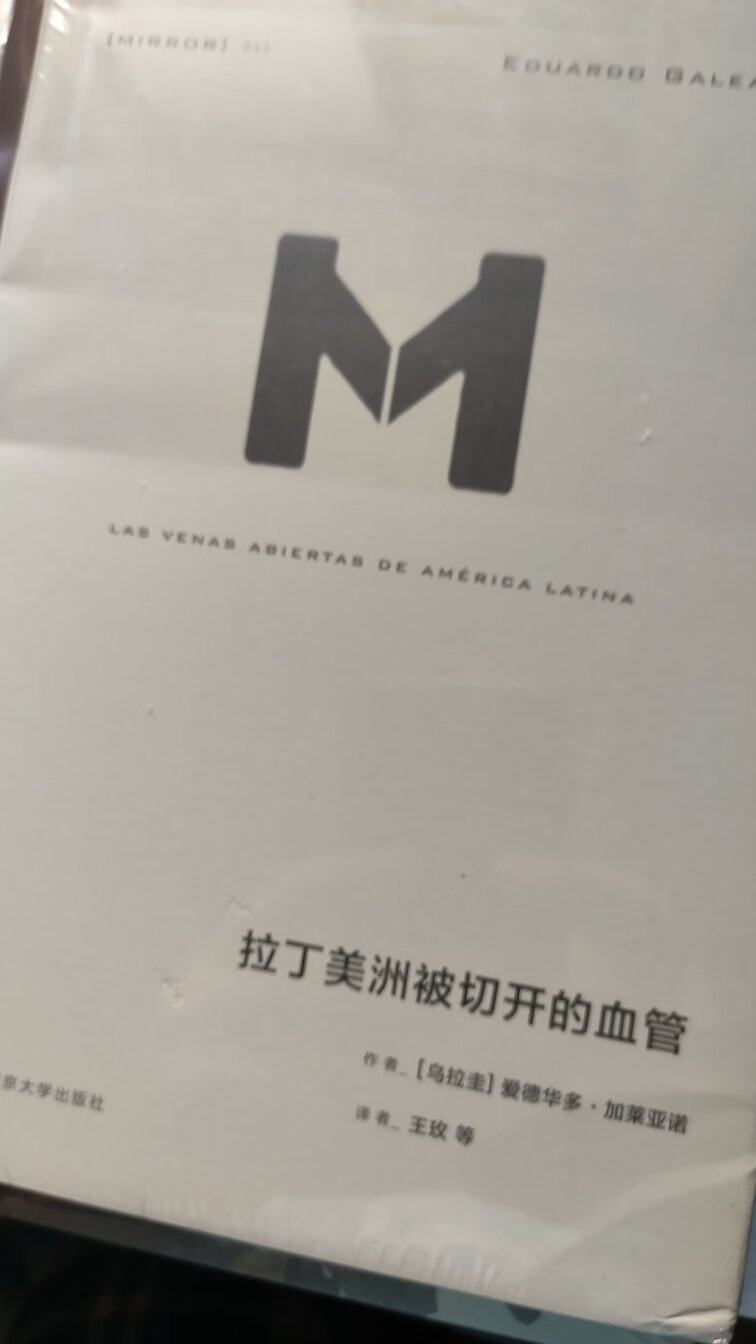 [MIRROR]
EDUARDO GALEA
M
LAS VENAS ABIERTAS DE AMÉRICA LATINA
拉丁美洲被切开的血管
作者_ [乌拉圭] 爱德华多·加莱亚诺
译者_ 王玫 等
京大学出版社